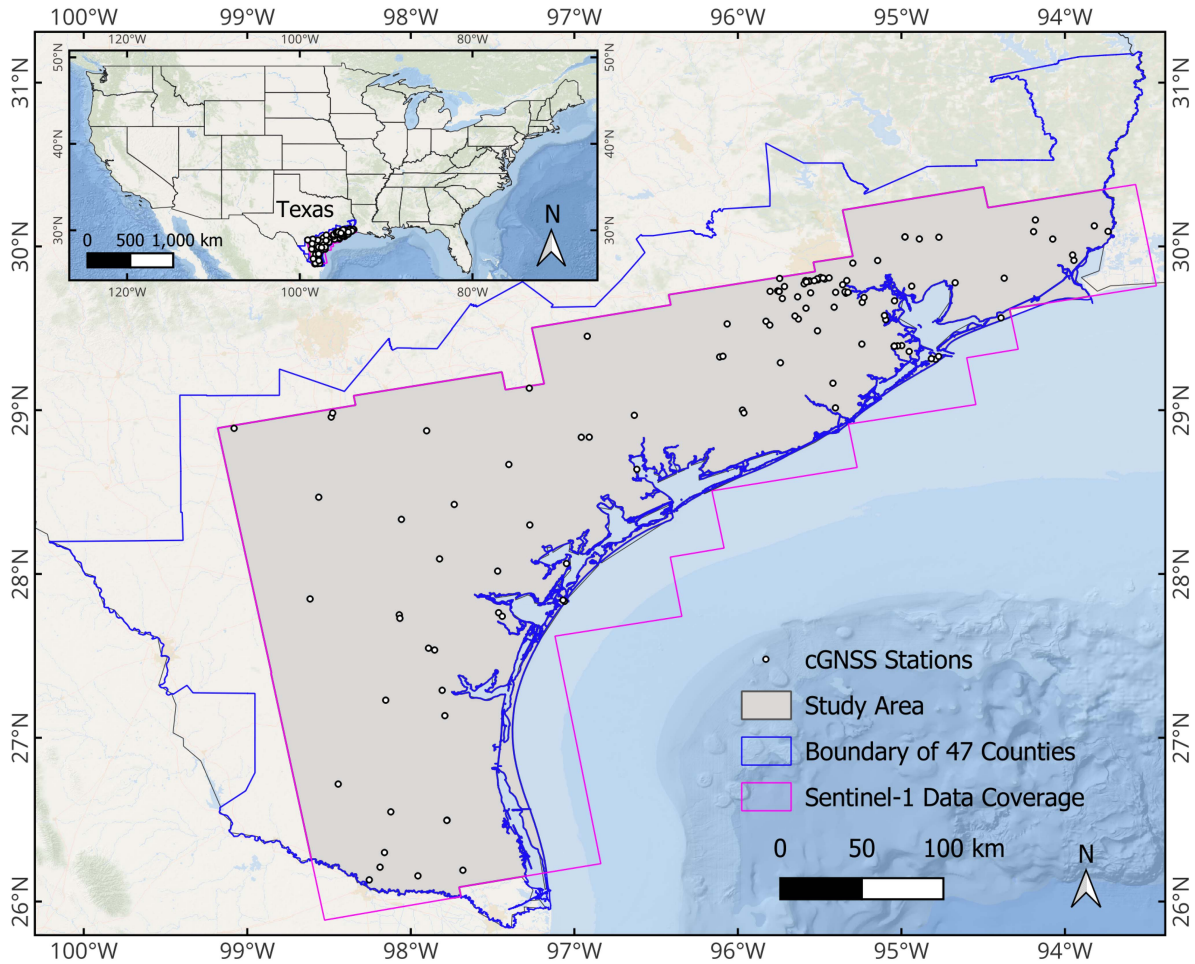 100°W 99°W 98°W 97°W 96°W 95°W 94°W
120°W 100°W 80°W
50°N 50°N
31°N 31°N
40°N 40°N
Texas
N
30°N 30°N
0 500 1,000 km
30°N 30°N
120°W 100°W 80°W
29°N 29°N
28°N 28°N
cGNSS Stations
Study Area
27°N 27°N
Boundary of 47 Counties
Sentinel-1 Data Coverage
0 50 100 km
N
26°N 26°N
100°W 99°W 98°W 97°W 96°W 95°W 94°W